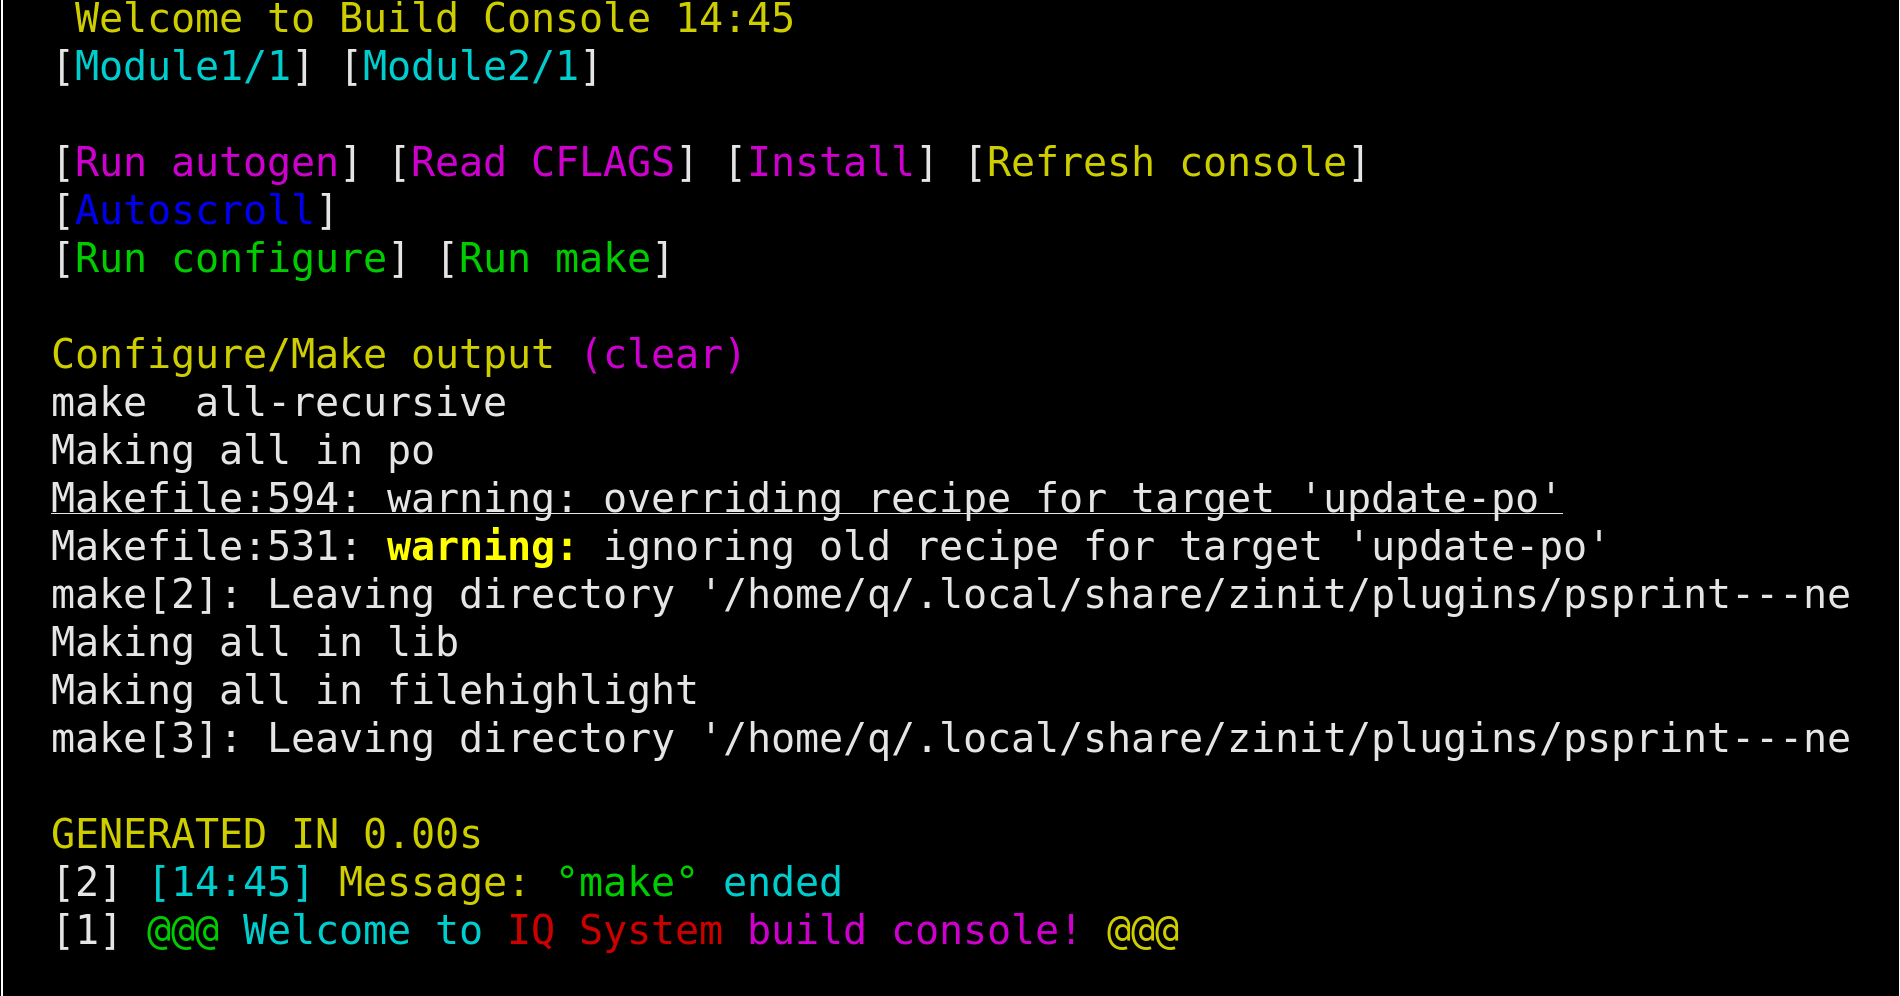 Welcome to Build Console 14:45
[Module1/1] [Module2/1]
[Run autogen] [Read CFLAGS] [Install] [Refresh console]
[Autoscroll]
[Run configure] [Run make]
Configure/Make output (clear)
make  all-recursive
Making all in po
Makefile:594: warning: overriding recipe for target 'update-po'
Makefile:531: warning: ignoring old recipe for target 'update-po'
make[2]: Leaving directory '/home/q/.local/share/zinit/plugins/psprint---ne
Making all in lib
Making all in filehighlight
make[3]: Leaving directory '/home/q/.local/share/zinit/plugins/psprint---ne
GENERATED IN 0.00s
[2] [14:45] Message: °make° ended
[1] @@@ Welcome to IQ System build console! @@@